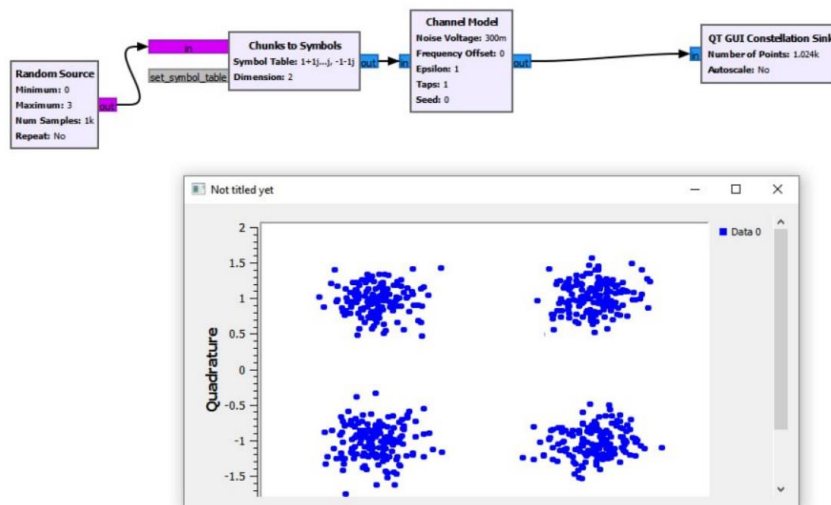 Random Source
Minimum: 0
Maximum: 3
Num Samples: 1k
Repeat: No
out
in
set_symbol_table
Chunks to Symbols
Symbol Table: 1+1j...j, -1-1j
Dimension: 2
out
in
Channel Model
Noise Voltage: 300m
Frequency Offset: 0
Epsilon: 1
Taps: 1
Seed: 0
out
in
QT GUI Constellation Sink
Number of Points: 1.024k
Autoscale: No
Not titled yet
Data 0
Quadrature
2
1.5
1
0.5
0
-0.5
-1
-1.5